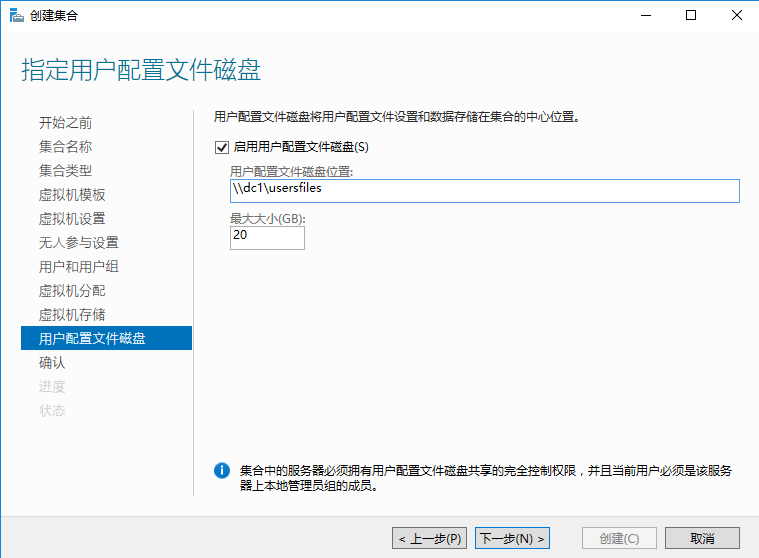 创建集合
指定用户配置文件磁盘
开始之前
集合名称
集合类型
虚拟机模板
虚拟机设置
无人参与设置
用户和用户组
虚拟机分配
虚拟机存储
用户配置文件磁盘
确认
进度
状态
用户配置文件磁盘将用户配置文件设置和数据存储在集合的中心位置。
启用用户配置文件磁盘(S)
用户配置文件磁盘位置:
\\dc1\usersfiles
最大大小(GB):
20
集合中的服务器必须拥有用户配置文件磁盘共享的完全控制权限，并且当前用户必须是该服务
器上本地管理员组的成员。
< 上一步(P)
下一步(N) >
创建(C)
取消